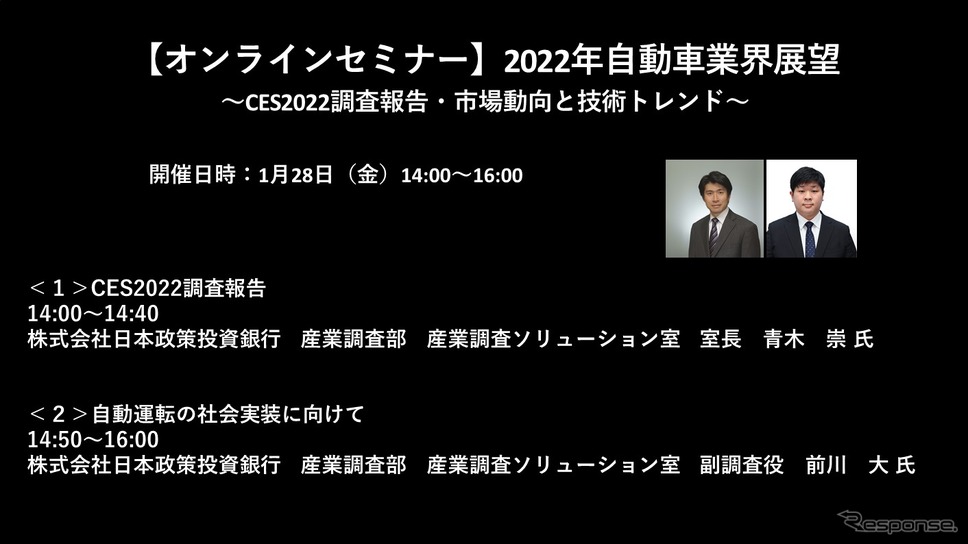 【オンラインセミナー】2022年自動車業界展望
～CES2022調査報告・市場動向と技術トレンド～
開催日時：1月28日（金）14:00～16:00
＜１＞CES2022調査報告
14:00～14:40
株式会社日本政策投資銀行　産業調査部　産業調査ソリューション室　室長　青木　崇 氏
＜２＞自動運転の社会実装に向けて
14:50～16:00
株式会社日本政策投資銀行　産業調査部　産業調査ソリューション室　副調査役　前川　大 氏
Response.